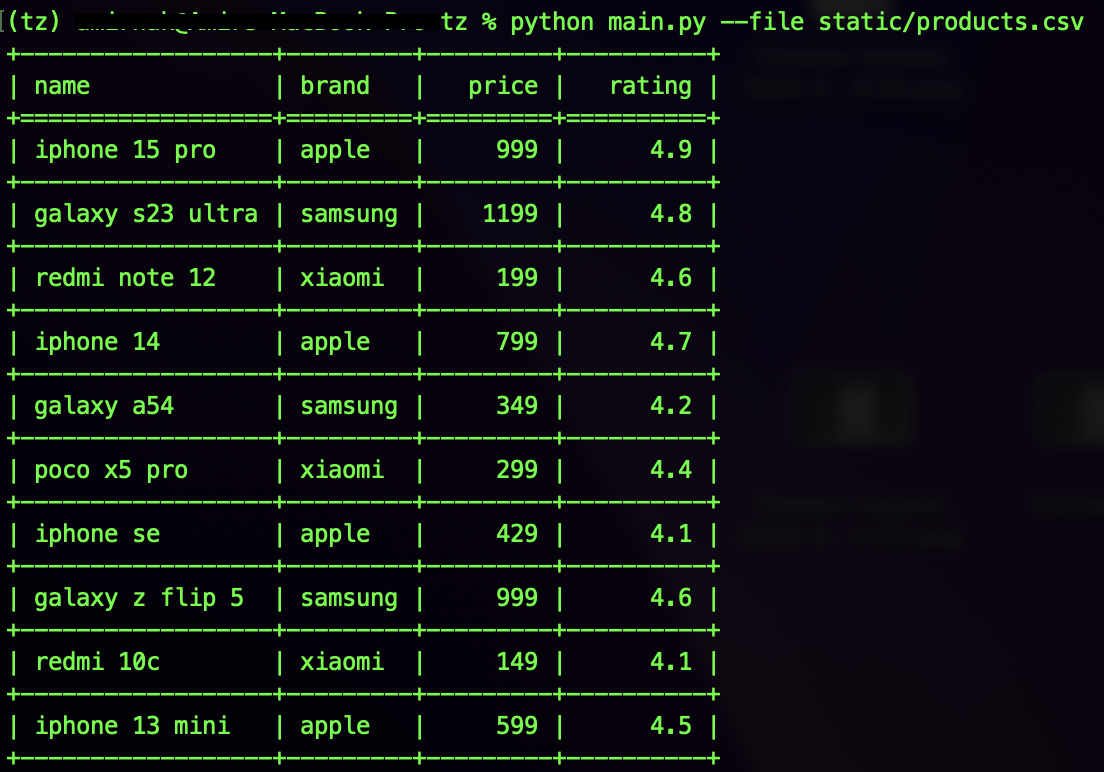 (tz) tz % python main.py --file static/products.csv
+------------------+---------+---------+----------+
| name             | brand   |   price |   rating |
+==================+=========+=========+==========+
| iphone 15 pro    | apple   |     999 |      4.9 |
+------------------+---------+---------+----------+
| galaxy s23 ultra | samsung |    1199 |      4.8 |
+------------------+---------+---------+----------+
| redmi note 12    | xiaomi  |     199 |      4.6 |
+------------------+---------+---------+----------+
| iphone 14        | apple   |     799 |      4.7 |
+------------------+---------+---------+----------+
| galaxy a54       | samsung |     349 |      4.2 |
+------------------+---------+---------+----------+
| poco x5 pro      | xiaomi  |     299 |      4.4 |
+------------------+---------+---------+----------+
| iphone se        | apple   |     429 |      4.1 |
+------------------+---------+---------+----------+
| galaxy z flip 5  | samsung |     999 |      4.6 |
+------------------+---------+---------+----------+
| redmi 10c        | xiaomi  |     149 |      4.1 |
+------------------+---------+---------+----------+
| iphone 13 mini   | apple   |     599 |      4.5 |
+------------------+---------+---------+----------+